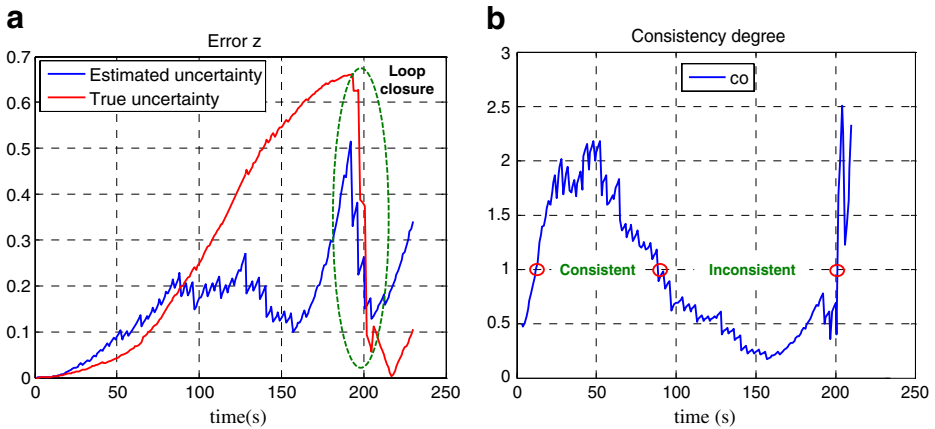 a
Error z
0.7
0.6
0.5
0.4
0.3
0.2
0.1
0
Estimated uncertainty
True uncertainty
Loop
closure
0 50 100 150 200 250
time(s)
b
Consistency degree
3
2.5
2
1.5
1
0.5
0
co
Consistent
Inconsistent
0 50 100 150 200 250
time (s)